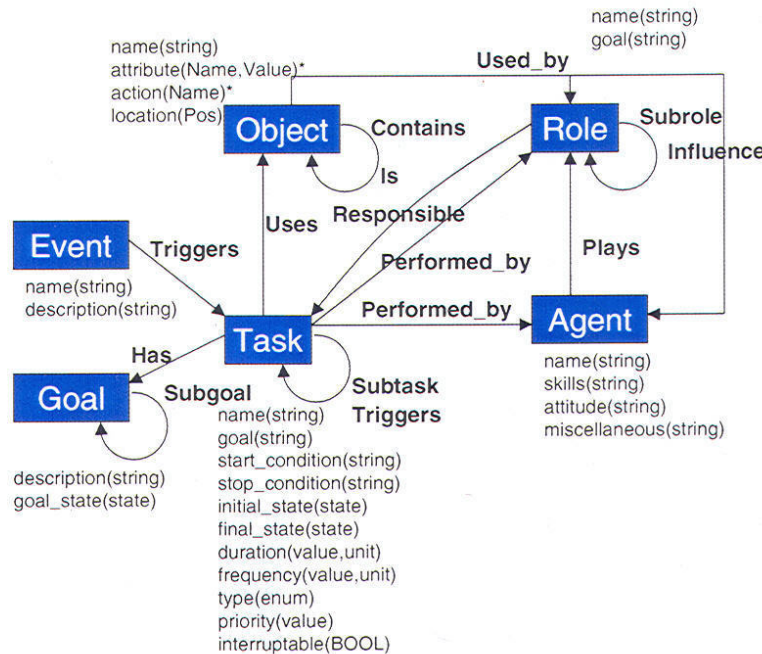 name(string)
goal(string)
name(string)
attribute(Name,Value)*
action(Name)*
location(Pos)
Used_by
Object
Contains
Is
Role
Subrole
Influence
Uses
Responsible
Event
Triggers
name(string)
description(string)
Performed_by
Plays
Performed_by
Task
Agent
Has
Goal
Subgoal
Subtask
Triggers
name(string)
skills(string)
attitude(string)
miscellaneous(string)
description(string)
goal_state(state)
name(string)
goal(string)
start_condition(string)
stop_condition(string)
initial_state(state)
final_state(state)
duration(value,unit)
frequency(value,unit)
type(enum)
priority(value)
interruptable(BOOL)